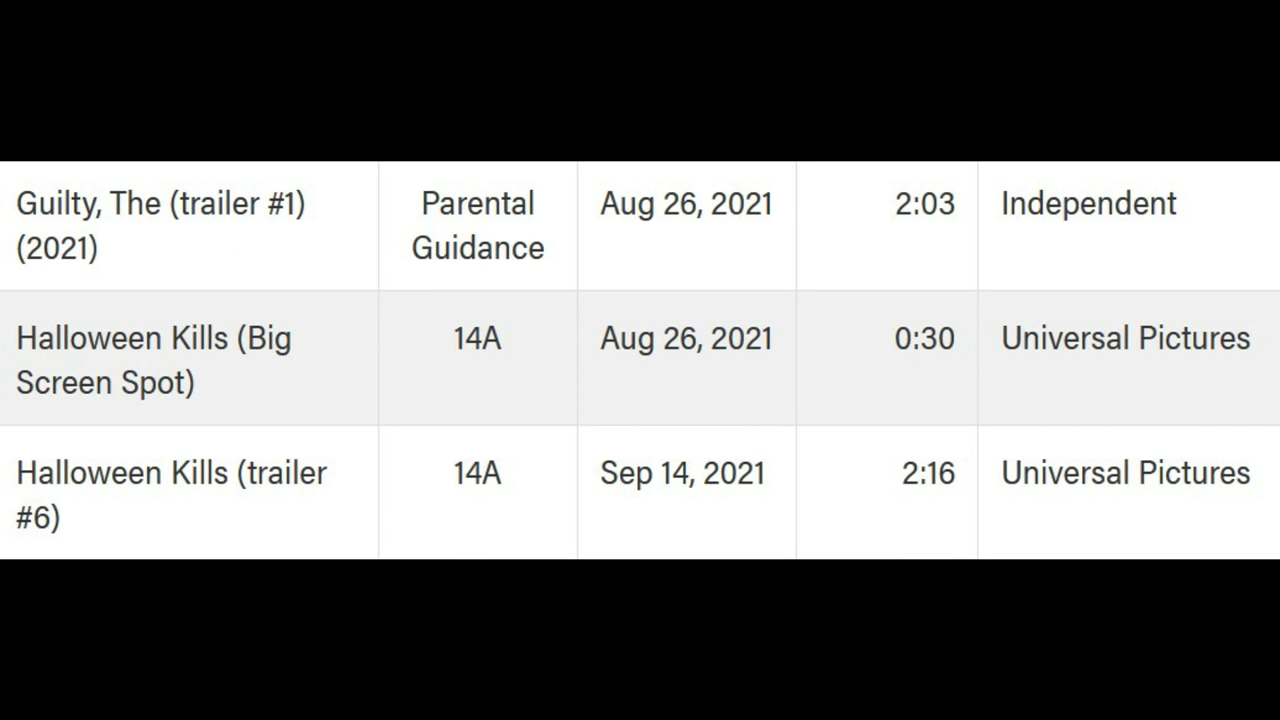 Guilty, The (trailer #1) Parental Aug 26, 2021 2:03 Independent
(2021) Guidance
Halloween Kills (Big 14A Aug 26, 2021 0:30 Universal Pictures
Screen Spot)
Halloween Kills (trailer 14A Sep 14, 2021 2:16 Universal Pictures
#6)